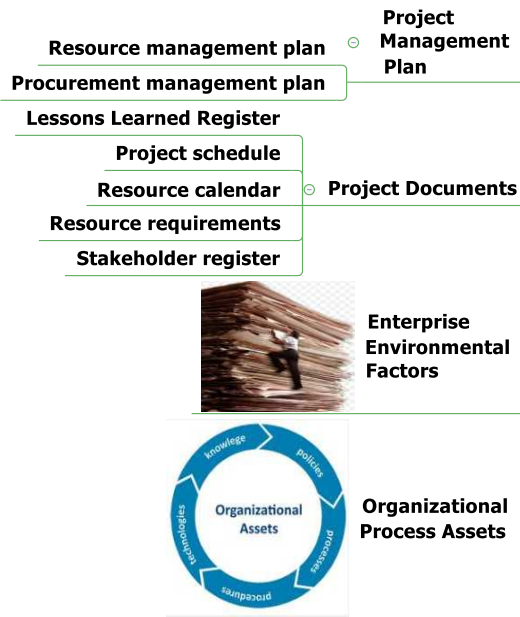 Project
Management
Plan
Resource management plan
Procurement management plan
Lessons Learned Register
Project schedule
Resource calendar
Project Documents
Resource requirements
Stakeholder register
Enterprise
Environmental
Factors
knowlege
policies
Organizational
Assets
technologies
processes
procedures
Organizational
Process Assets